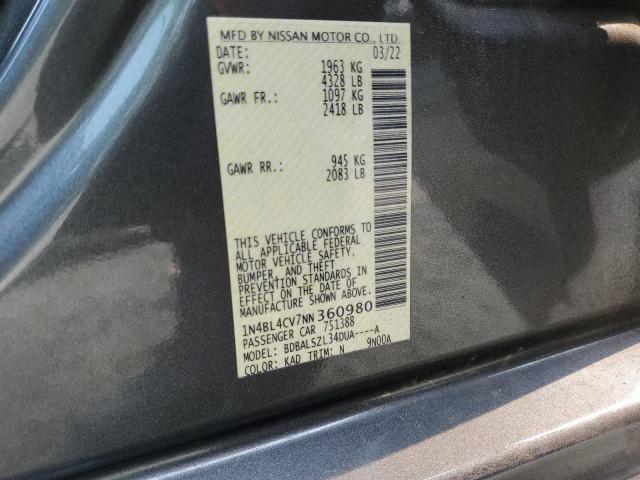 MFD BY NISSAN MOTOR CO., LTD.
DATE: 03/22
GVWR: 1963 KG
4328 LB
GAWR FR.: 1097 KG
2418 LB
GAWR RR.: 945 KG
2083 LB
THIS VEHICLE CONFORMS TO
ALL APPLICABLE FEDERAL
MOTOR VEHICLE SAFETY,
BUMPER, AND THEFT
PREVENTION STANDARDS IN
EFFECT ON THE DATE OF
MANUFACTURE SHOWN ABOVE.
1N4BL4CV7NN360980
PASSENGER CAR 751388
MODEL: BDBALSZL34DUA----A
COLOR: KAD TRIM: N 9N00A